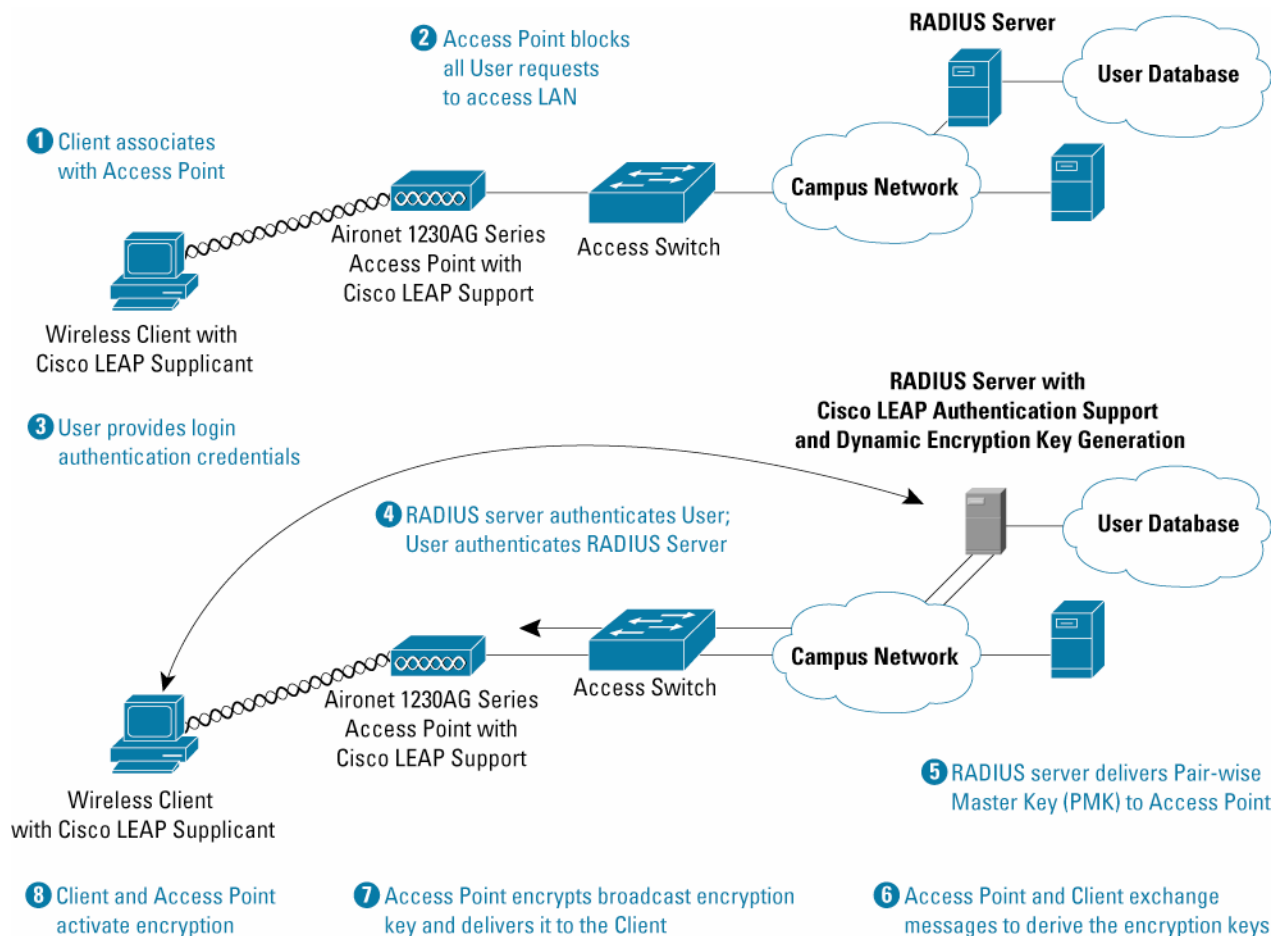 RADIUS Server
2 Access Point blocks
all User requests
to access LAN
User Database
1 Client associates
with Access Point
Campus Network
Aironet 1230AG Series
Access Point with
Cisco LEAP Support
Access Switch
Wireless Client with
Cisco LEAP Supplicant
RADIUS Server with
Cisco LEAP Authentication Support
and Dynamic Encryption Key Generation
3 User provides login
authentication credentials
4 RADIUS server authenticates User;
User authenticates RADIUS Server
User Database
Campus Network
Access Switch
Aironet 1230AG Series
Access Point with
Cisco LEAP Support
Wireless Client
with Cisco LEAP Supplicant
5 RADIUS server delivers Pair-wise
Master Key (PMK) to Access Point
8 Client and Access Point
activate encryption
7 Access Point encrypts broadcast encryption
key and delivers it to the Client
6 Access Point and Client exchange
messages to derive the encryption keys